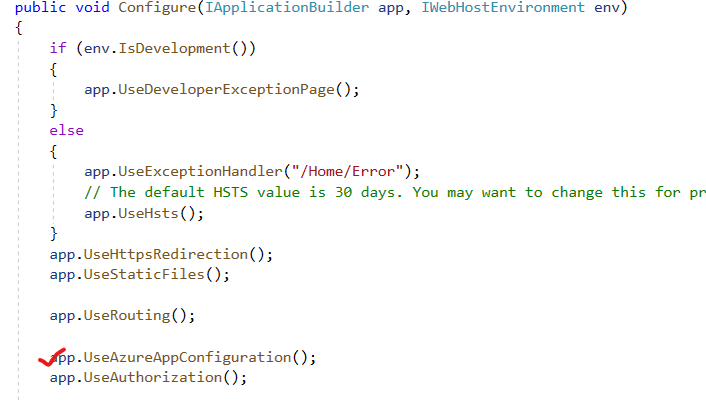 public void Configure(IApplicationBuilder app, IWebHostEnvironment env)
{
if (env.IsDevelopment())
{
app.UseDeveloperExceptionPage();
}
else
{
app.UseExceptionHandler("/Home/Error");
// The default HSTS value is 30 days. You may want to change this for pr
app.UseHsts();
}
app.UseHttpsRedirection();
app.UseStaticFiles();
app.UseRouting();
app.UseAzureAppConfiguration();
app.UseAuthorization();